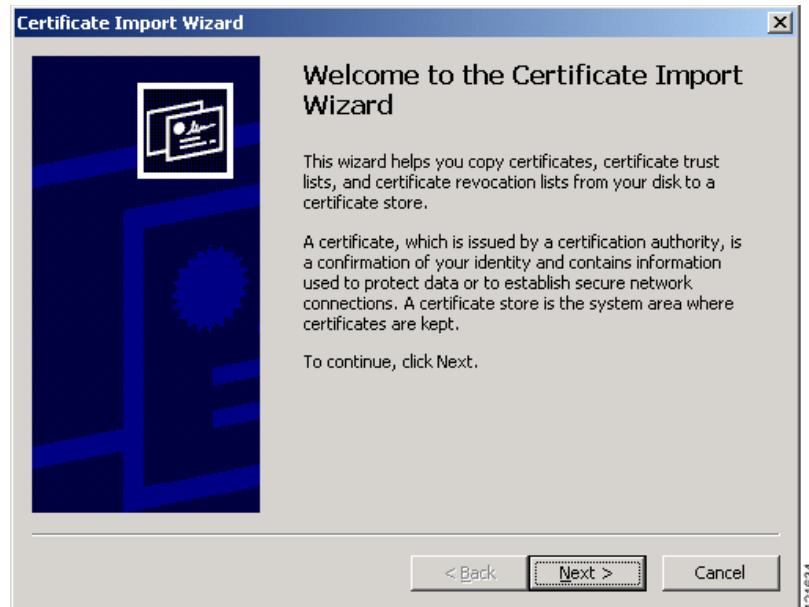 Certificate Import Wizard
Welcome to the Certificate Import
Wizard
This wizard helps you copy certificates, certificate trust
lists, and certificate revocation lists from your disk to a
certificate store.
A certificate, which is issued by a certification authority, is
a confirmation of your identity and contains information
used to protect data or to establish secure network
connections. A certificate store is the system area where
certificates are kept.
To continue, click Next.
< Back
Next >
Cancel